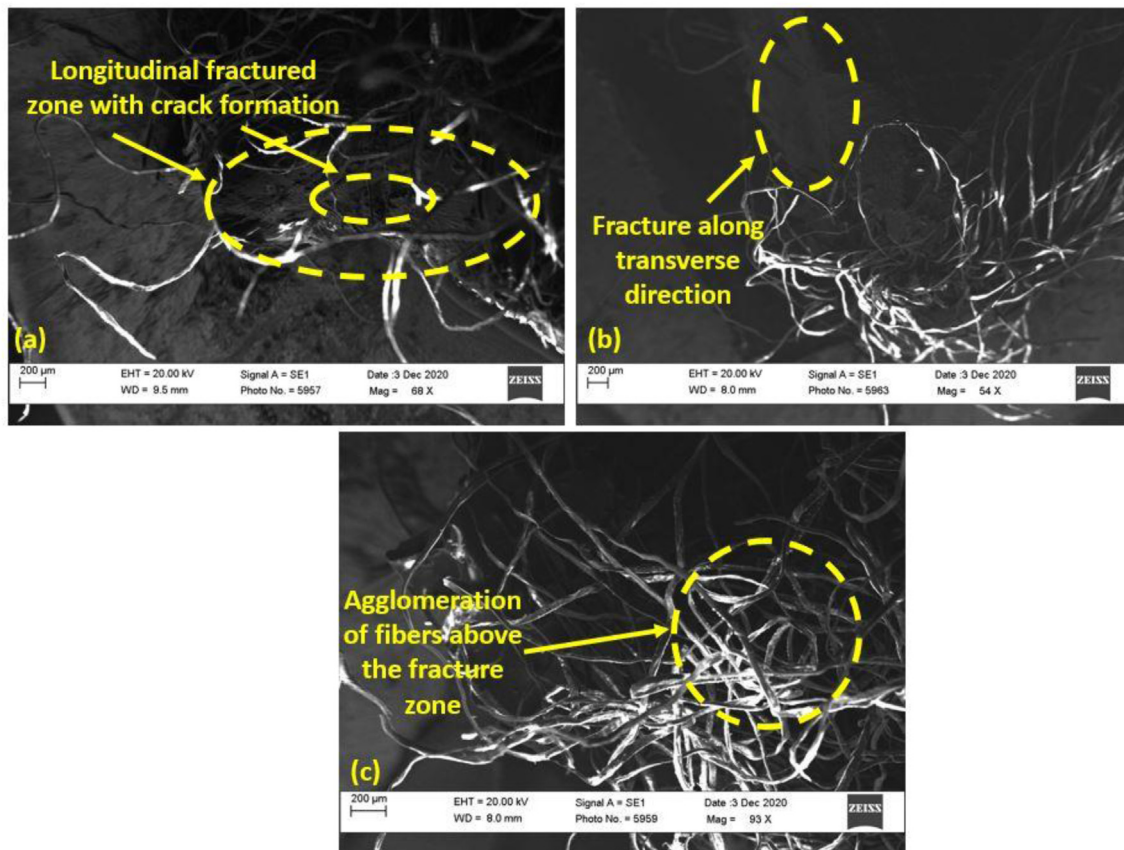 Longitudinal fractured
zone with crack formation
(a)
200 µm
EHT = 20.00 kV
WD = 9.5 mm
Signal A = SE1
Photo No. = 5957
Date :3 Dec 2020
Mag = 68 X
ZEISS
Fracture along
transverse
direction
(b)
200 µm
EHT = 20.00 kV
WD = 8.0 mm
Signal A = SE1
Photo No. = 5963
Date :3 Dec 2020
Mag = 54 X
ZEISS
Agglomeration
of fibers above
the fracture
zone
(c)
200 µm
EHT = 20.00 kV
WD = 8.0 mm
Signal A = SE1
Photo No. = 5959
Date :3 Dec 2020
Mag = 93 X
ZEISS